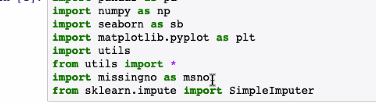 import numpy as np
import seaborn as sb
import matplotlib.pyplot as plt
import utils
from utils import *
import missingno as msno
from sklearn.impute import SimpleImputer